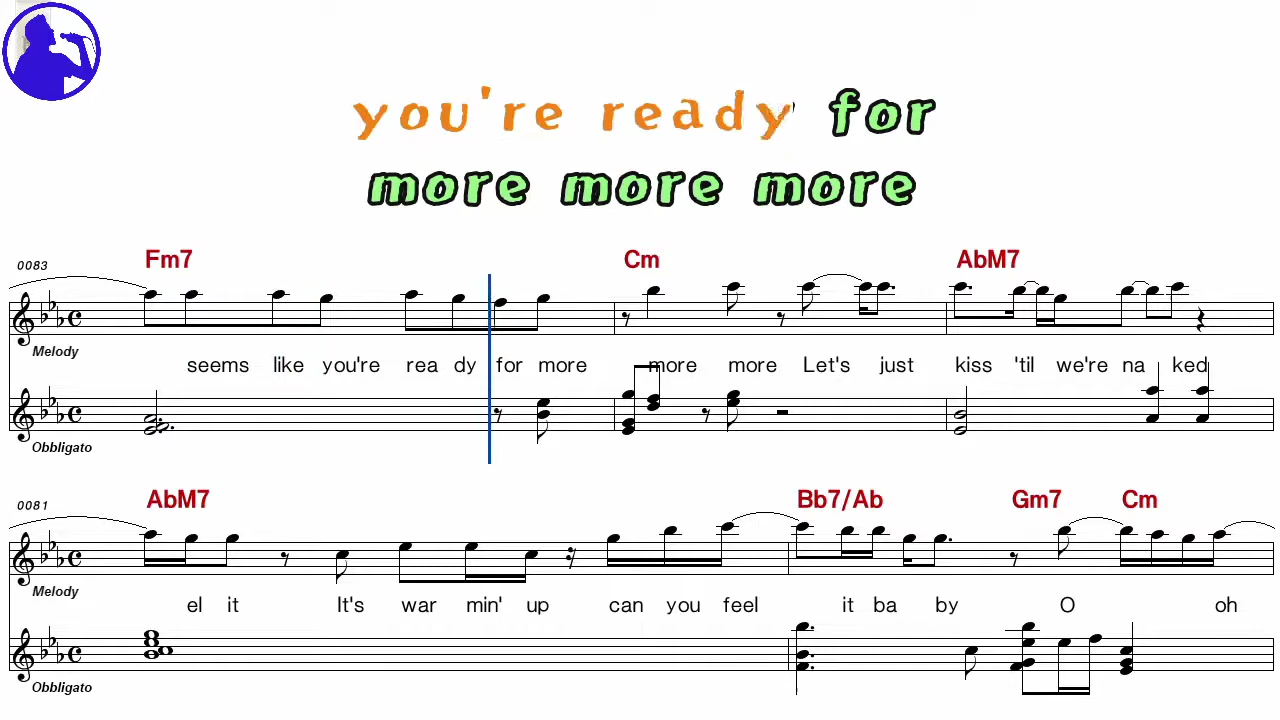 you're ready for
more more more
0083 Fm7 Cm AbM7
Melody
seems like you're rea dy for more more more Let's just kiss 'til we're na ked
Obbligato
0081 AbM7 Bb7/Ab Gm7 Cm
Melody
el it It's war min' up can you feel it ba by O oh
Obbligato